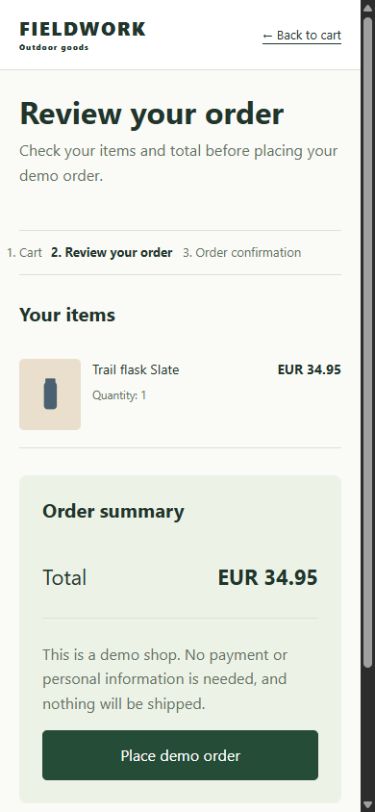 FIELDWORK
Outdoor goods
← Back to cart
Review your order
Check your items and total before placing your
demo order.
1. Cart 2. Review your order 3. Order confirmation
Your items
Trail flask Slate EUR 34.95
Quantity: 1
Order summary
Total EUR 34.95
This is a demo shop. No payment or
personal information is needed, and
nothing will be shipped.
Place demo order